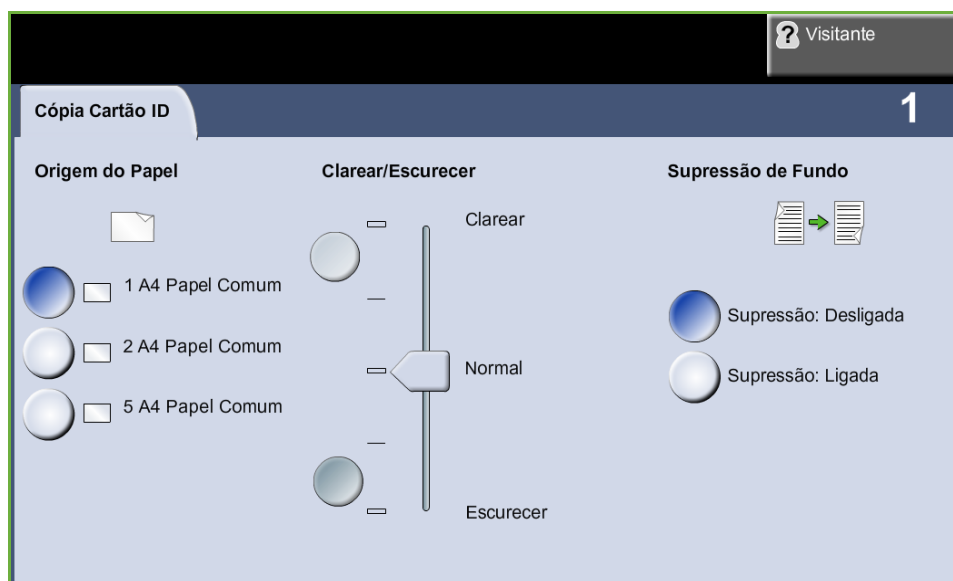 ? Visitante
Cópia Cartão ID
1
Origem do Papel
1 A4 Papel Comum
2 A4 Papel Comum
5 A4 Papel Comum
Clarear/Escurecer
Clarear
Normal
Escurecer
Supressão de Fundo
Supressão: Desligada
Supressão: Ligada